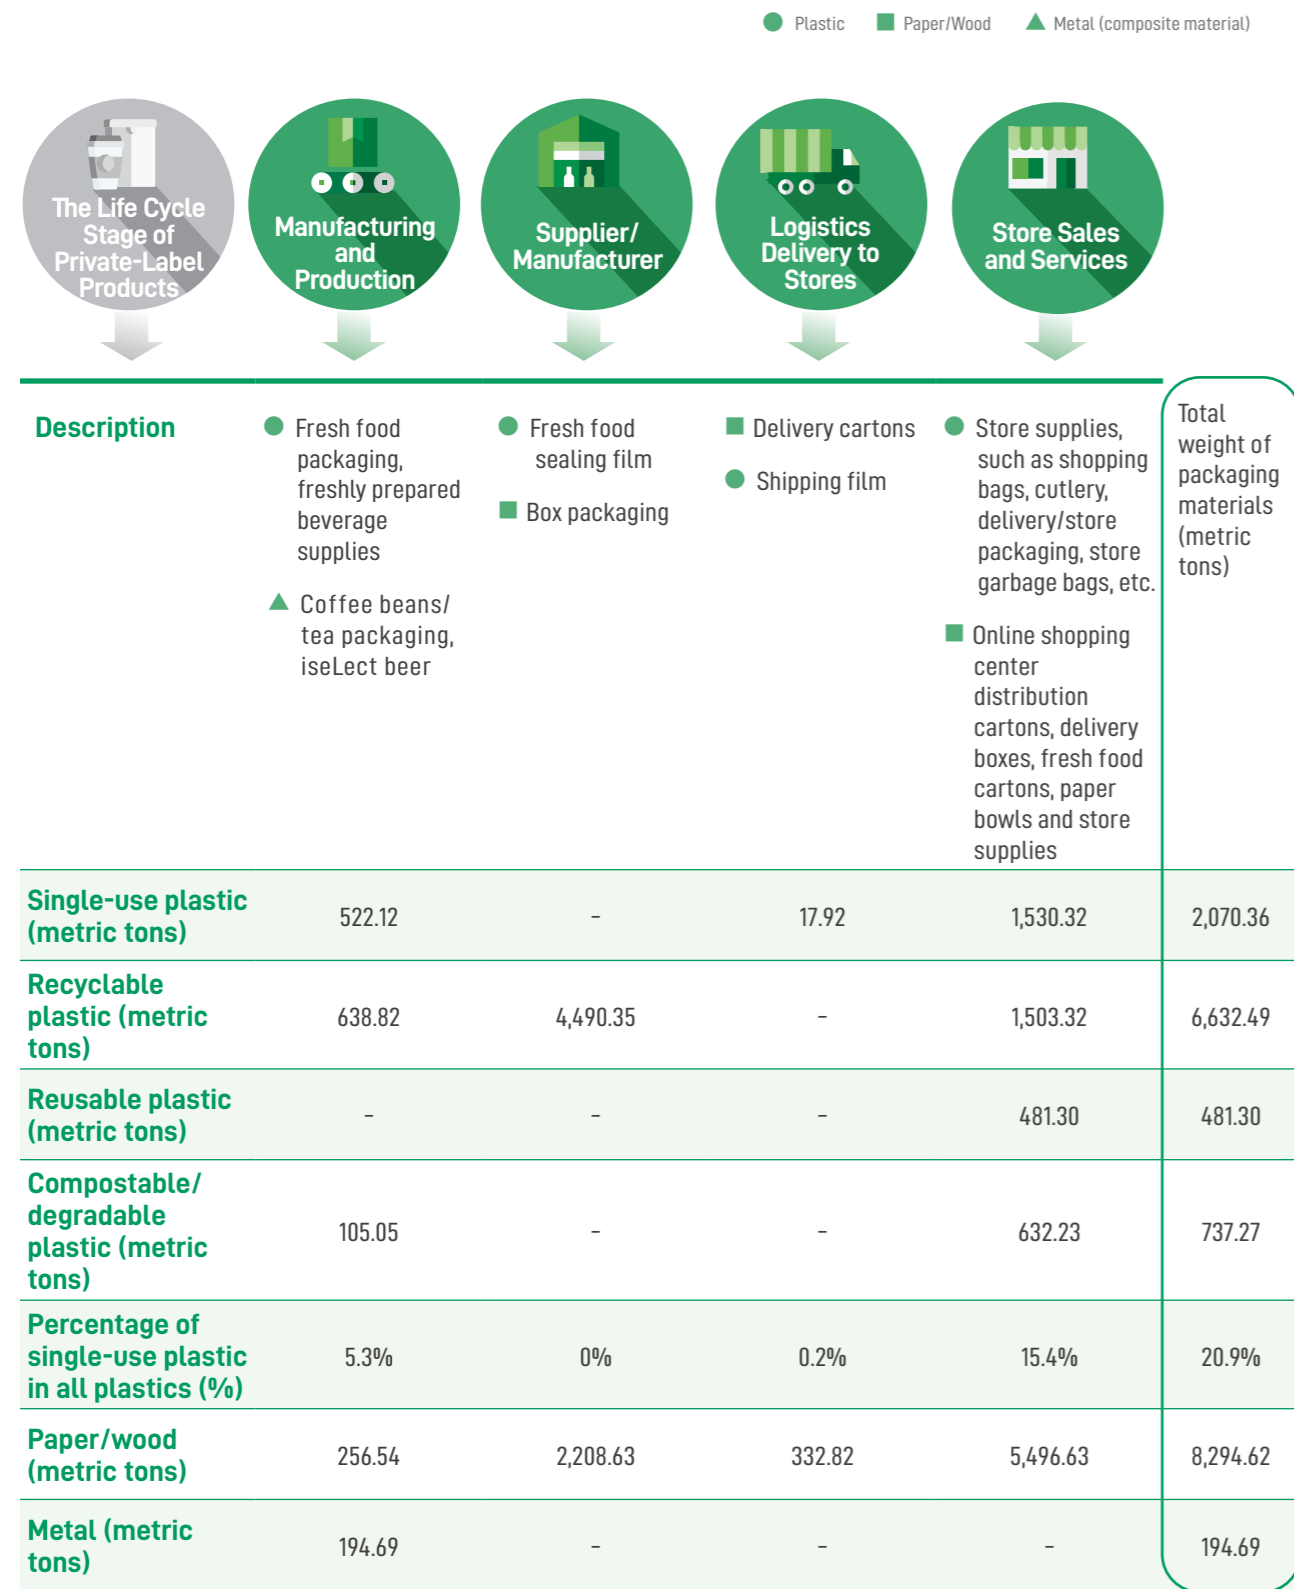 Plastic Paper/Wood Metal (composite material)
The Life Cycle
Stage of
Private-Label
Products
Manufacturing
and
Production
Supplier/
Manufacturer
Logistics
Delivery to
Stores
Store Sales
and Services
Description
Fresh food
packaging,
freshly prepared
beverage
supplies
Coffee beans/
tea packaging,
iseLect beer
Fresh food
sealing film
Box packaging
Delivery cartons
Shipping film
Store supplies,
such as shopping
bags, cutlery,
delivery/store
packaging, store
garbage bags, etc.
Online shopping
center
distribution
cartons, delivery
boxes, fresh food
cartons, paper
bowls and store
supplies
Total
weight of
packaging
materials
(metric
tons)
Single-use plastic
(metric tons)
522.12 – 17.92 1,530.32 2,070.36
Recyclable
plastic (metric
tons)
638.82 4,490.35 – 1,503.32 6,632.49
Reusable plastic
(metric tons)
– – – 481.30 481.30
Compostable/
degradable
plastic (metric
tons)
105.05 – – 632.23 737.27
Percentage of
single-use plastic
in all plastics (%)
5.3% 0% 0.2% 15.4% 20.9%
Paper/wood
(metric tons)
256.54 2,208.63 332.82 5,496.63 8,294.62
Metal (metric
tons)
194.69 – – – 194.69